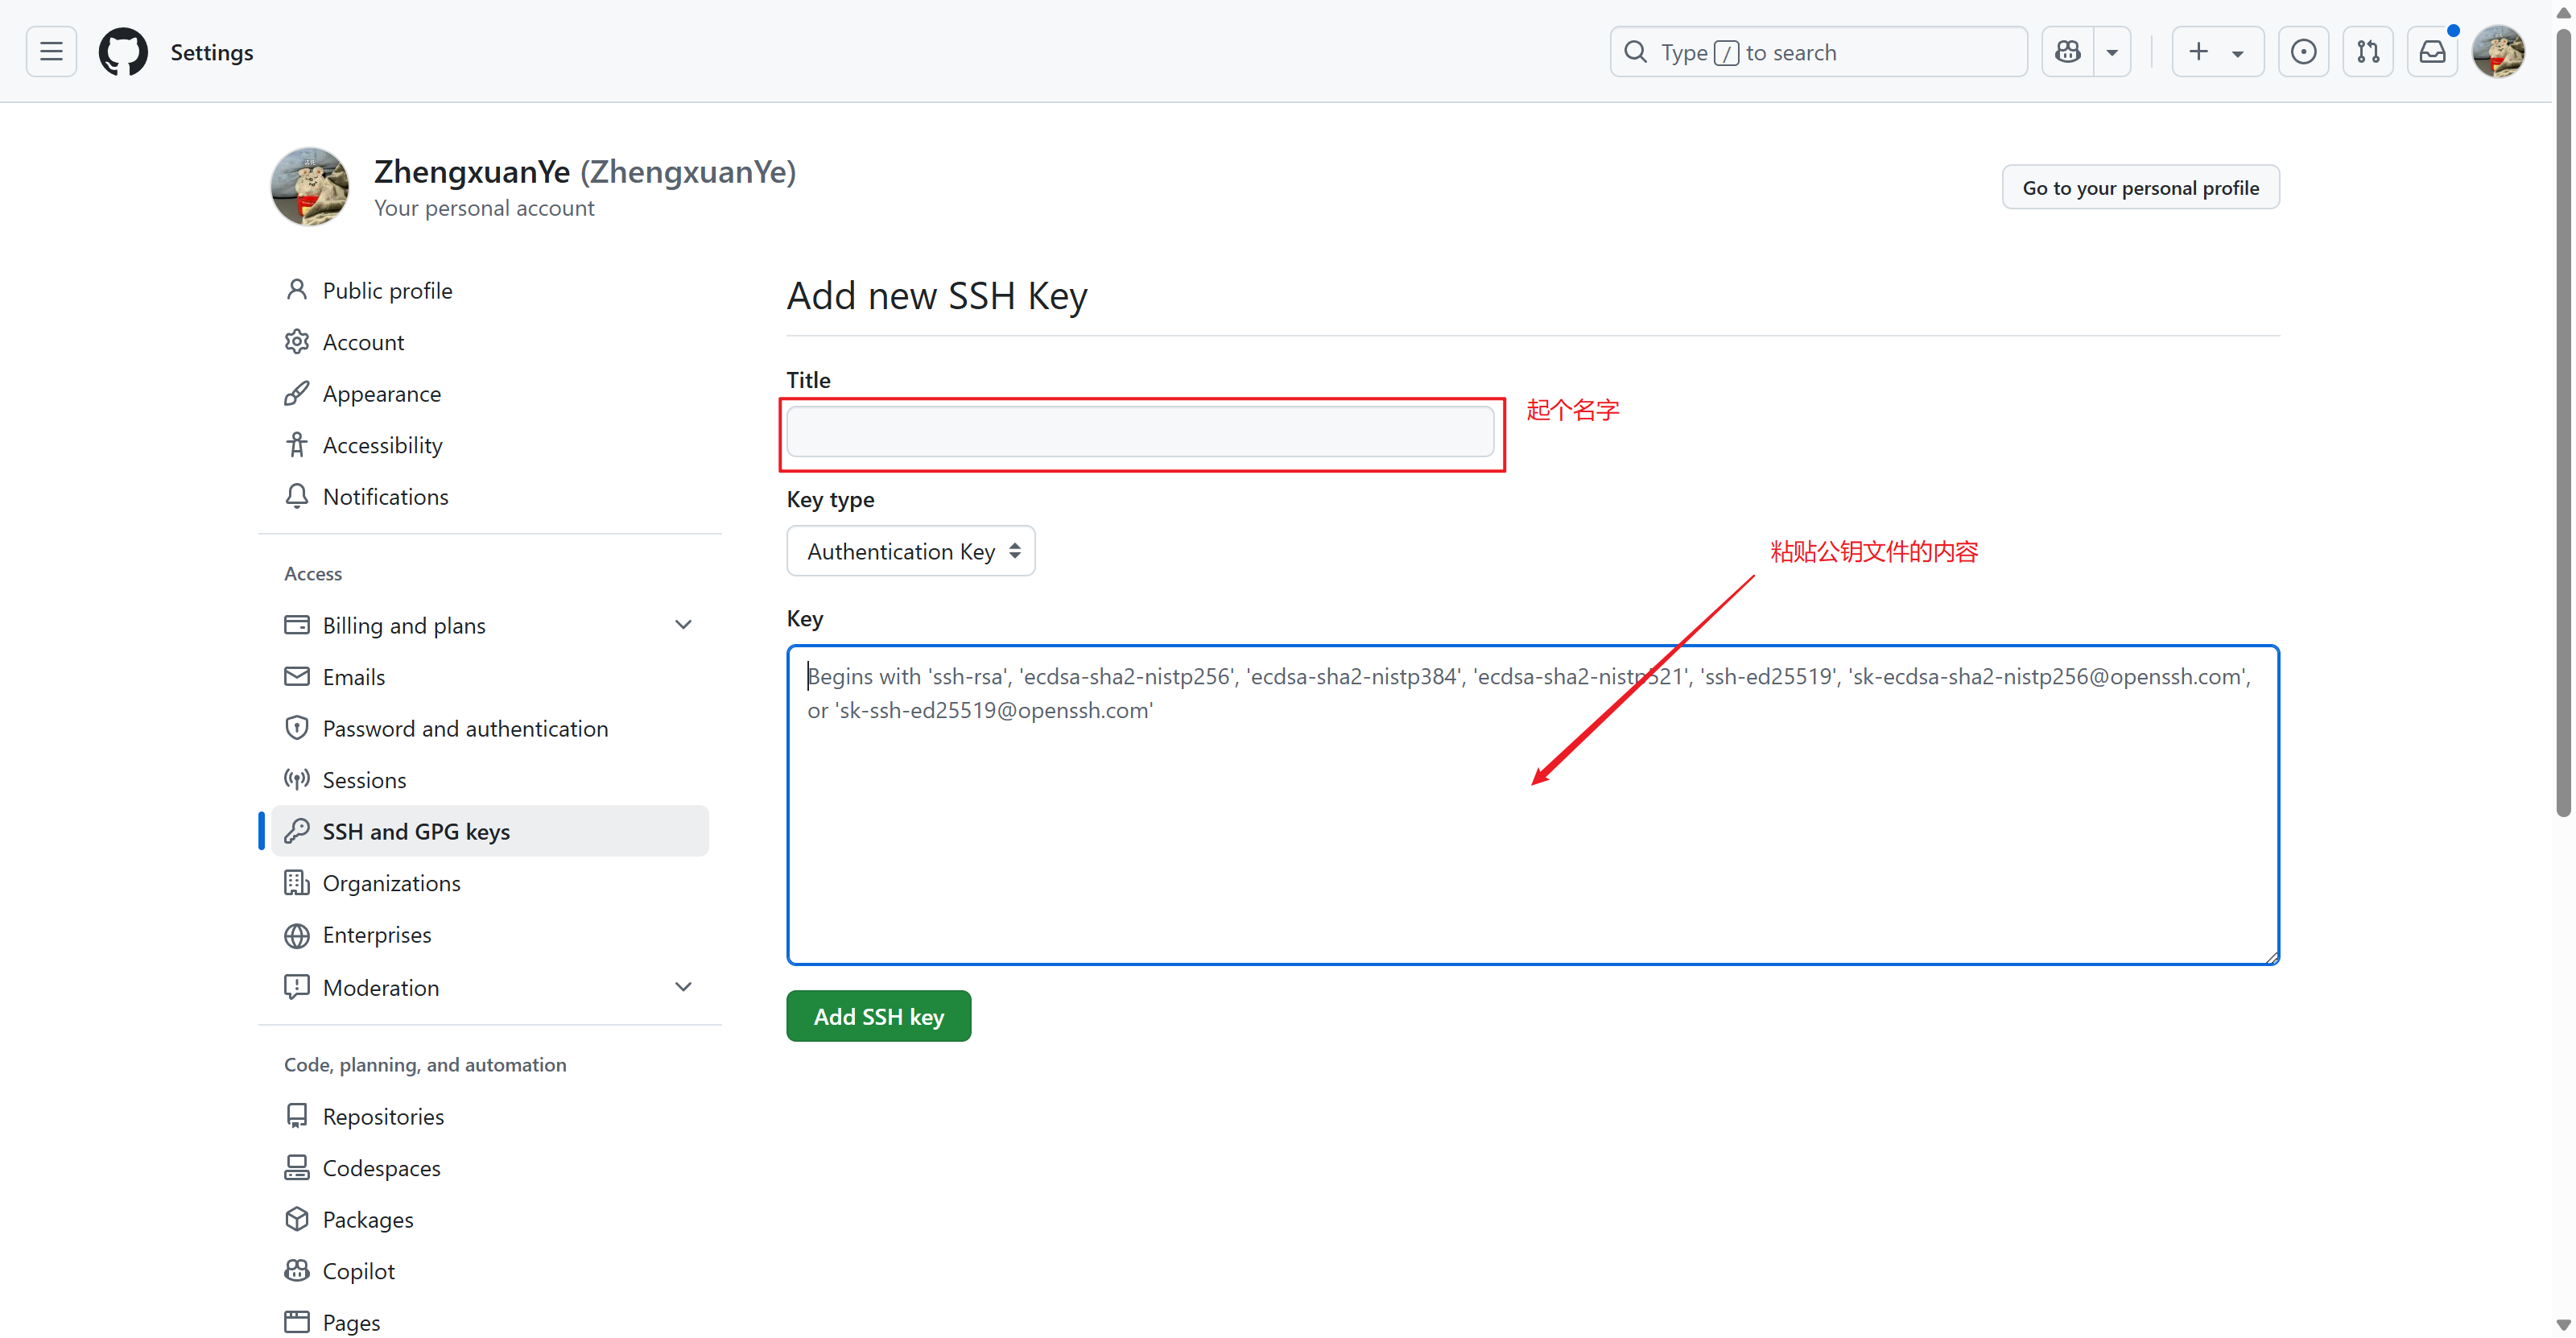 Settings
Type / to search
ZhengxuanYe (ZhengxuanYe)
Your personal account
Go to your personal profile
Public profile
Account
Appearance
Accessibility
Notifications
Access
Billing and plans
Emails
Password and authentication
Sessions
SSH and GPG keys
Organizations
Enterprises
Moderation
Code, planning, and automation
Repositories
Codespaces
Packages
Copilot
Pages
Add new SSH Key
Title
起个名字
Key type
Authentication Key
粘贴公钥文件的内容
Key
Begins with 'ssh-rsa', 'ecdsa-sha2-nistp256', 'ecdsa-sha2-nistp384', 'ecdsa-sha2-nistp521', 'ssh-ed25519', 'sk-ecdsa-sha2-nistp256@openssh.com',
or 'sk-ssh-ed25519@openssh.com'
Add SSH key